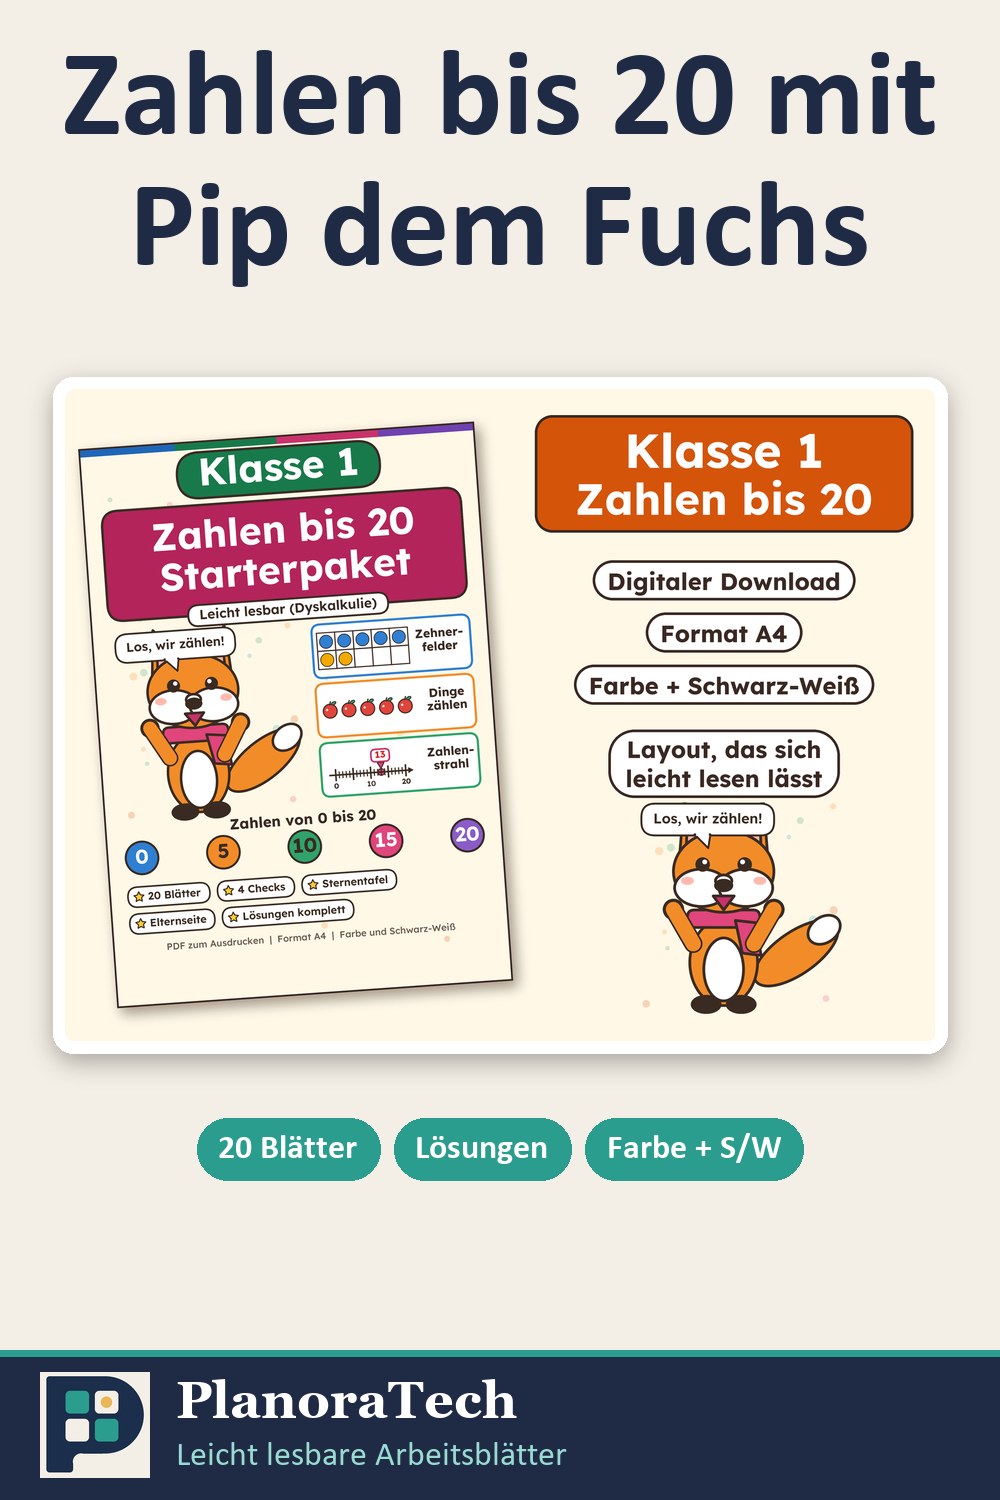 Zahlen bis 20 mit
Pip dem Fuchs
Klasse 1
Zahlen bis 20
Starterpaket
Leicht lesbar (Dyskalkulie)
Los, wir zählen!
Zehner-
felder
Dinge
zählen
13
Zahlen-
strahl
0 10 20
Zahlen von 0 bis 20
0 5 10 15 20
20 Blätter 4 Checks Sternentafel
Elternseite Lösungen komplett
PDF zum Ausdrucken | Format A4 | Farbe und Schwarz-Weiß
Klasse 1
Zahlen bis 20
Digitaler Download
Format A4
Farbe + Schwarz-Weiß
Layout, das sich
leicht lesen lässt
Los, wir zählen!
20 Blätter Lösungen Farbe + S/W
PlanoraTech
Leicht lesbare Arbeitsblätter